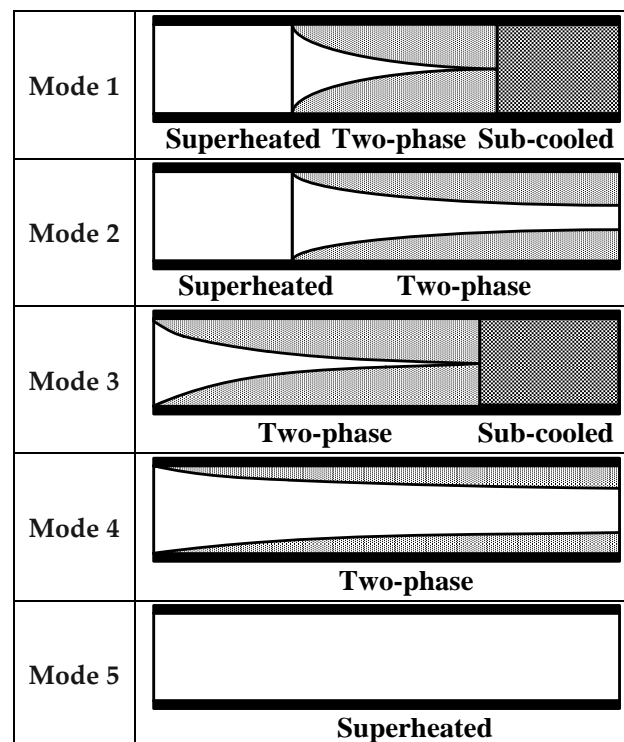 Mode 1
Superheated Two-phase Sub-cooled
Mode 2
Superheated Two-phase
Mode 3
Two-phase Sub-cooled
Mode 4
Two-phase
Mode 5
Superheated